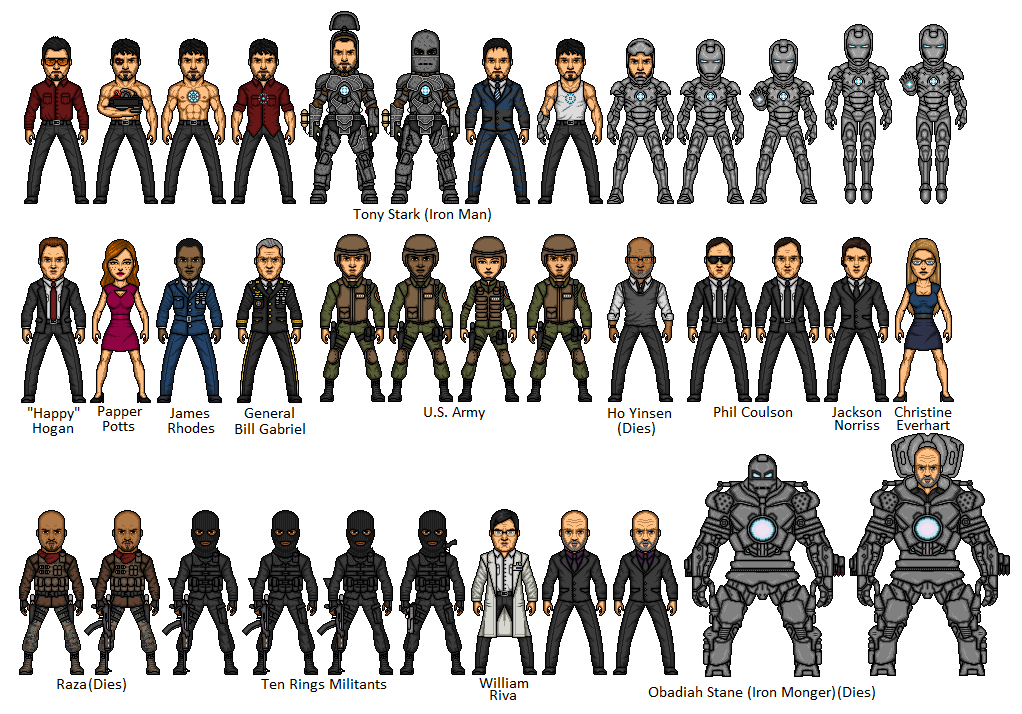 Tony Stark (Iron Man)
"Happy"
Hogan
Papper
Potts
James
Rhodes
General
Bill Gabriel
U.S. Army
Ho Yinsen
(Dies)
Phil Coulson
Jackson
Norriss
Christine
Everhart
Raza(Dies)
Ten Rings Militants
William
Riva
Obadiah Stane (Iron Monger)(Dies)